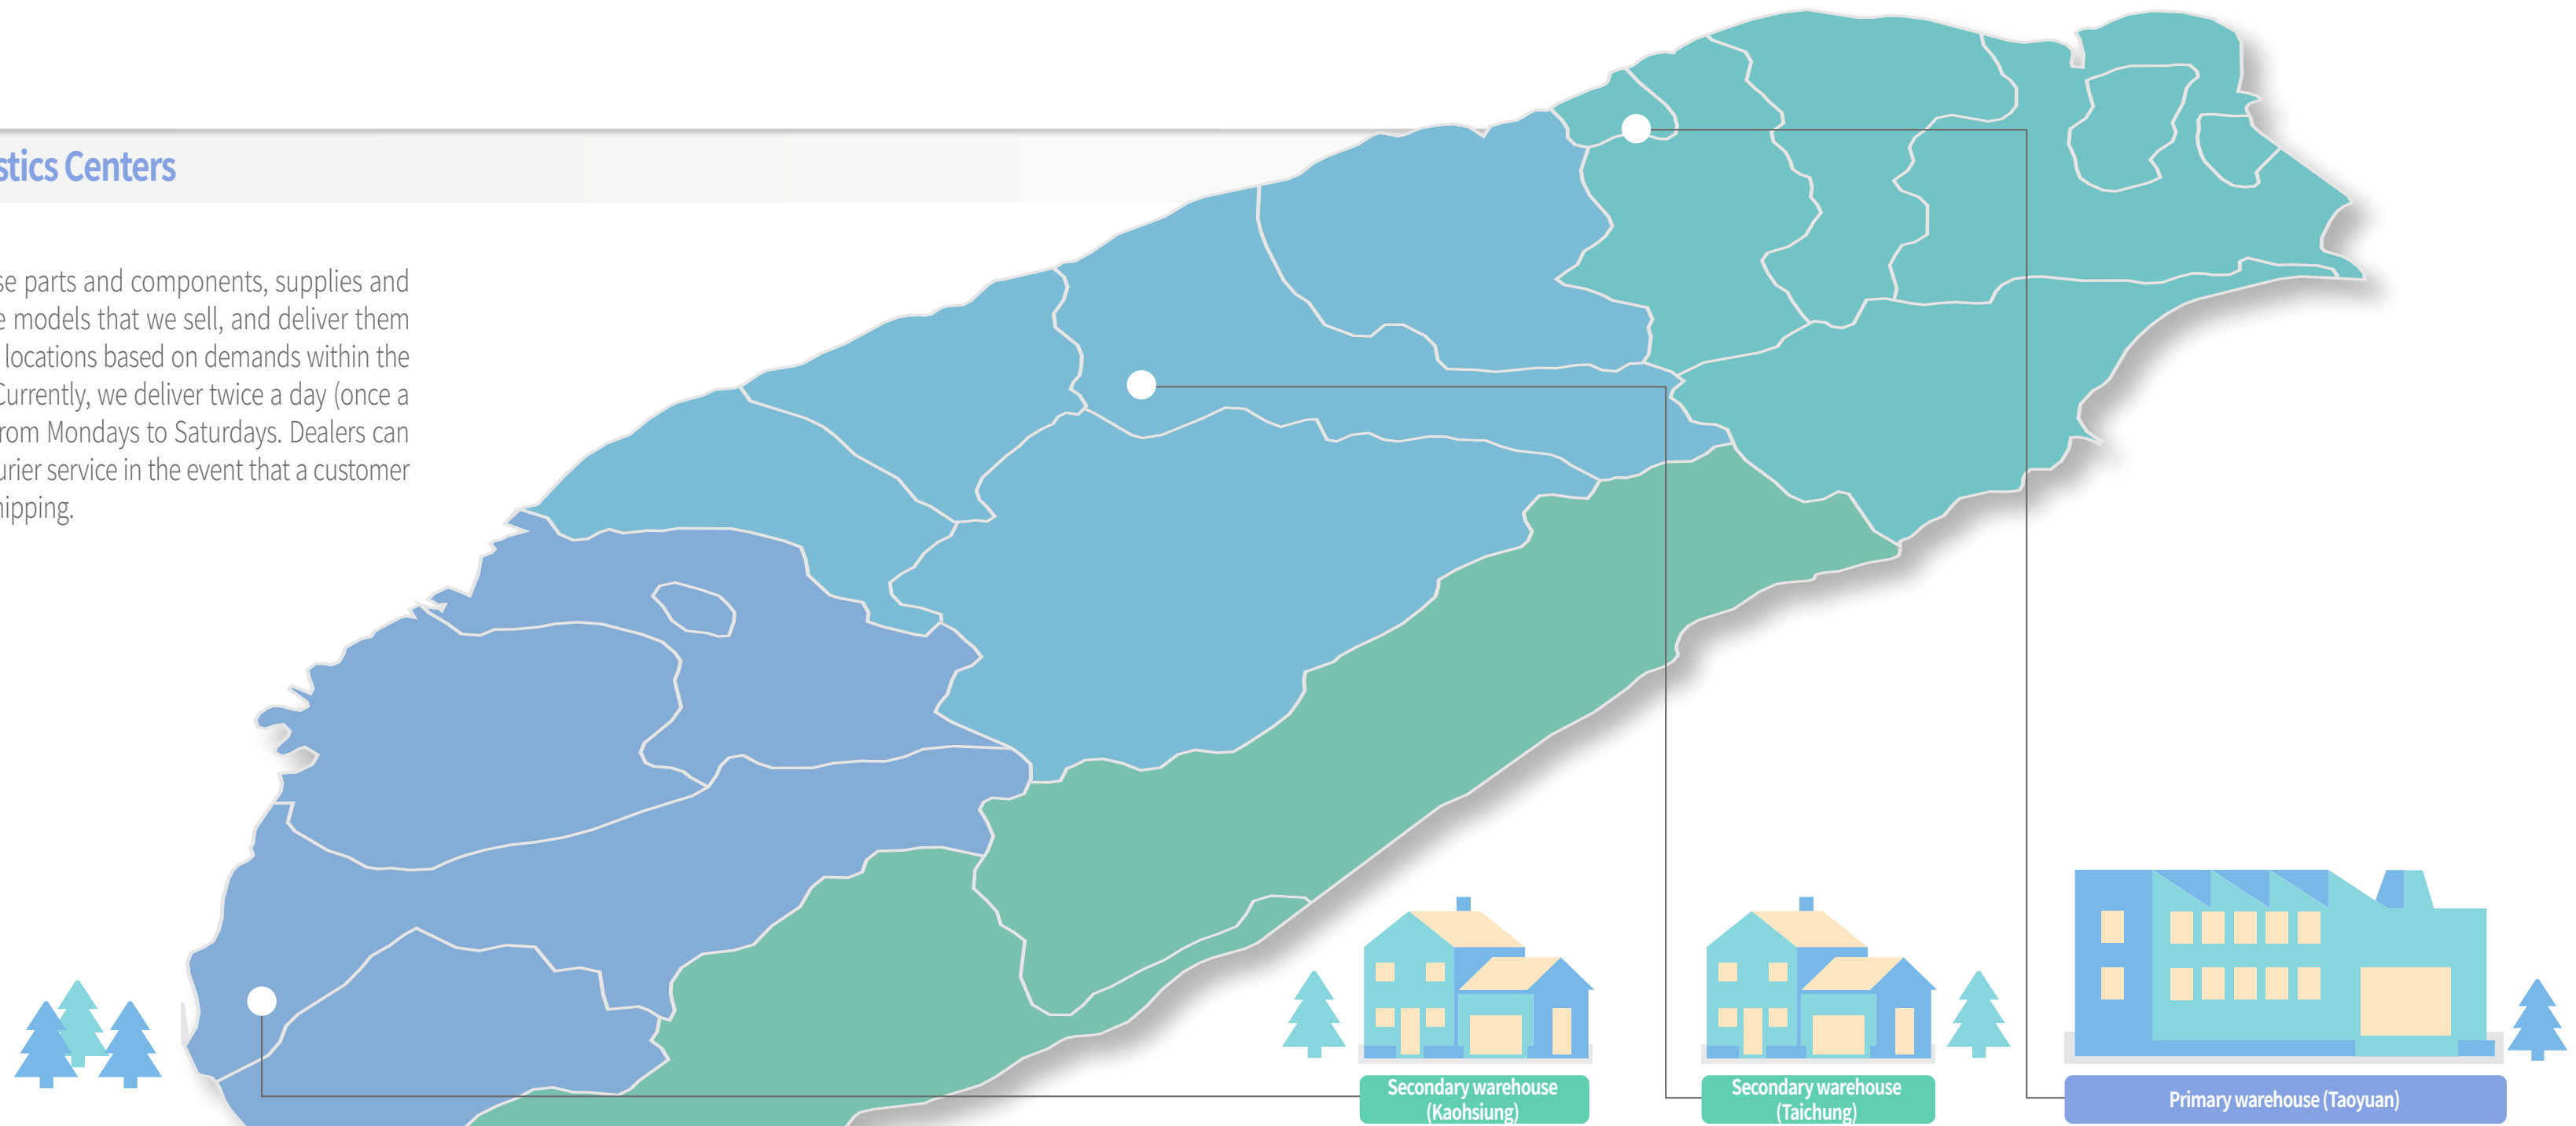 stics Centers
se parts and components, supplies and
e models that we sell, and deliver them
locations based on demands within the
Currently, we deliver twice a day (once a
rom Mondays to Saturdays. Dealers can
urier service in the event that a customer
hipping.
Secondary warehouse
(Kaohsiung)
Secondary warehouse
(Taichung)
Primary warehouse (Taoyuan)